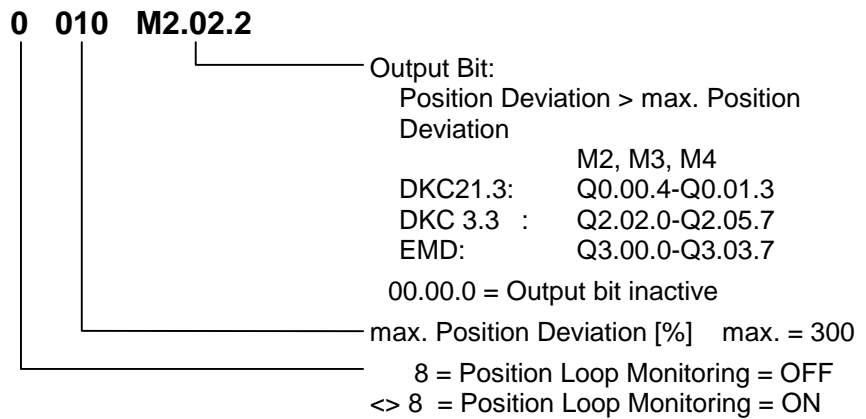 0 010 M2.02.2
Output Bit:
Position Deviation > max. Position
Deviation
M2, M3, M4
DKC21.3: Q0.00.4-Q0.01.3
DKC 3.3 : Q2.02.0-Q2.05.7
EMD: Q3.00.0-Q3.03.7
00.00.0 = Output bit inactive
max. Position Deviation [%] max. = 300
8 = Position Loop Monitoring = OFF
<> 8 = Position Loop Monitoring = ON